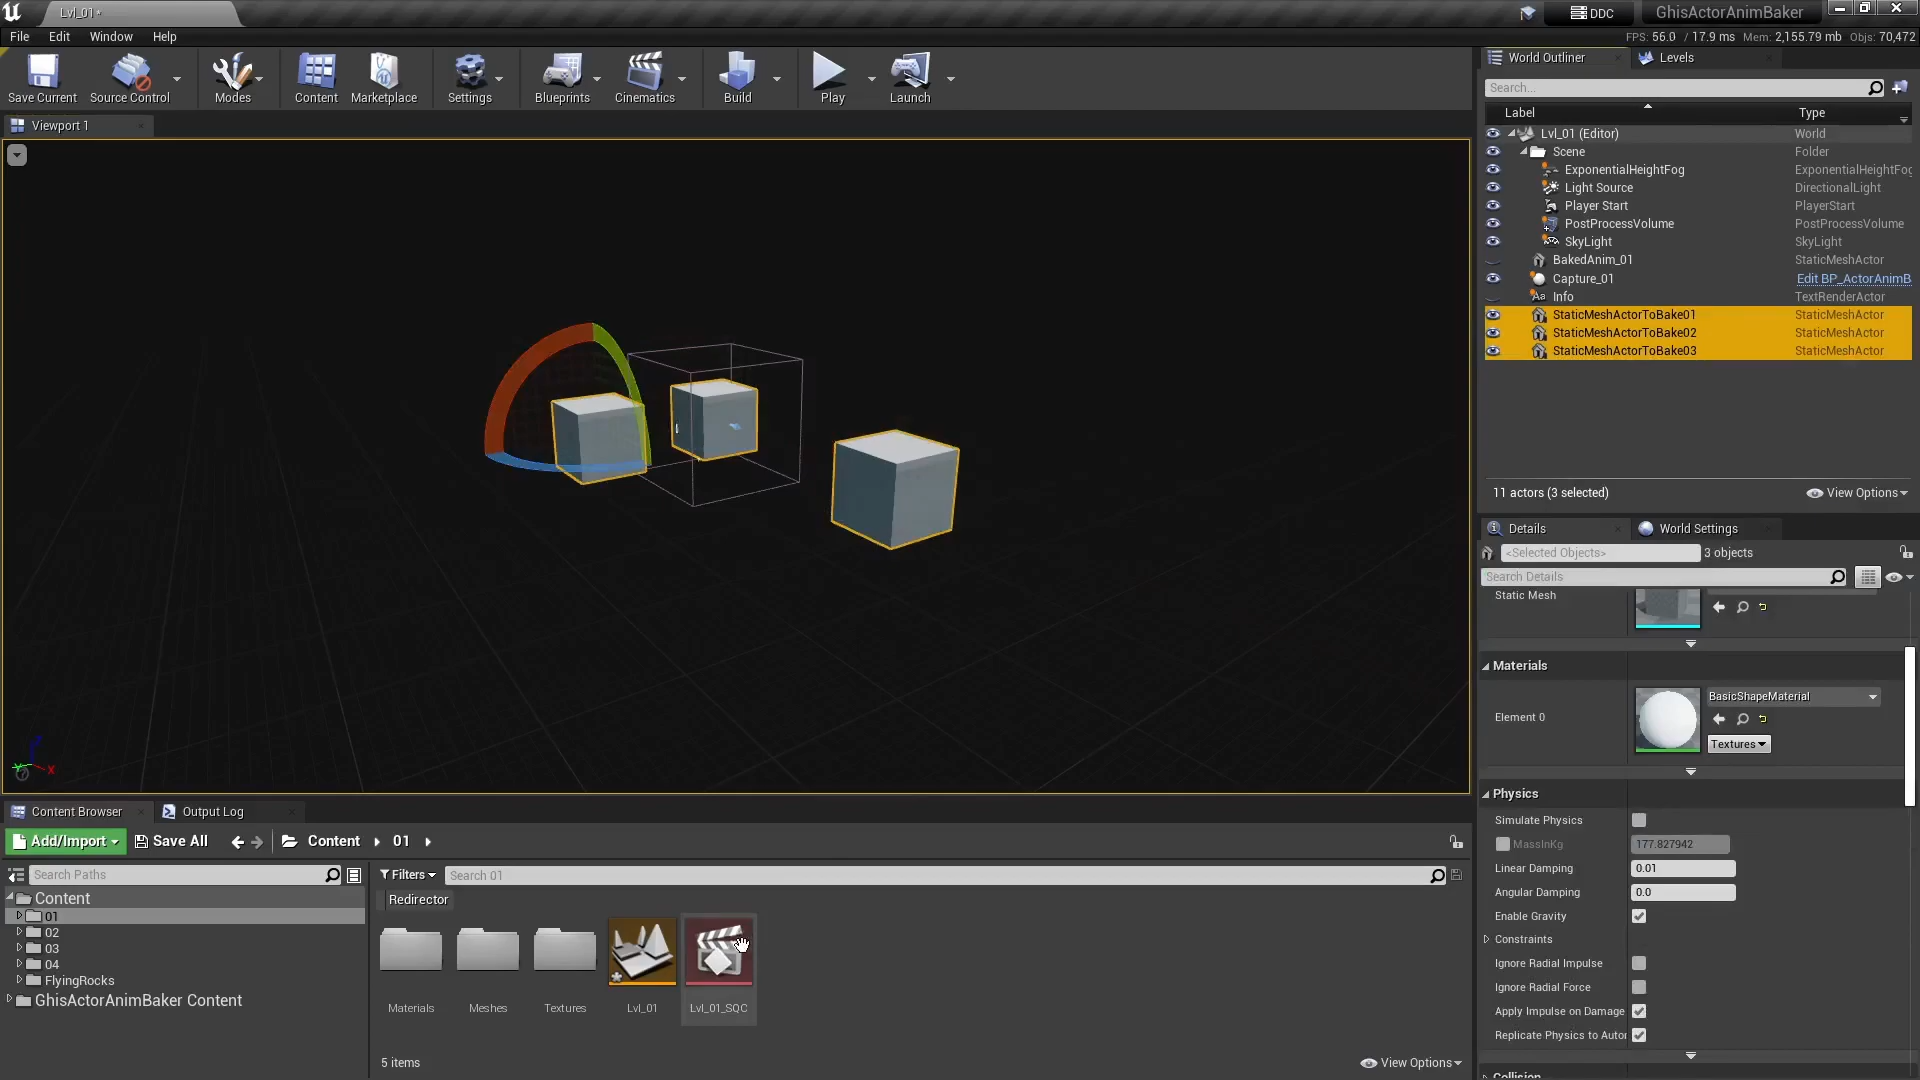 Lvl_01*
DDC
GhisActorAnimBaker
File
Edit
Window
Help
FPS: 56.0 / 17.9 ms Mem: 2,155.79 mb Objs: 70,472
Save Current
Source Control
Modes
Content
Marketplace
Settings
Blueprints
Cinematics
Build
Play
Launch
Viewport 1
World Outliner
Levels
Search...
Label
Type
Lvl_01 (Editor)
World
Scene
Folder
ExponentialHeightFog
ExponentialHeightFog
Light Source
DirectionalLight
Player Start
PlayerStart
PostProcessVolume
PostProcessVolume
SkyLight
SkyLight
BakedAnim_01
StaticMeshActor
Capture_01
Edit BP_ActorAnimB
Info
TextRenderActor
StaticMeshActorToBake01
StaticMeshActor
StaticMeshActorToBake02
StaticMeshActor
StaticMeshActorToBake03
StaticMeshActor
11 actors (3 selected)
View Options
Details
World Settings
<Selected Objects>
3 objects
Search Details
Static Mesh
Materials
Element 0
BasicShapeMaterial
Textures
Physics
Simulate Physics
MassInKg
177.827942
Linear Damping
0.01
Angular Damping
0.0
Enable Gravity
Constraints
Ignore Radial Impulse
Ignore Radial Force
Apply Impulse on Damage
Replicate Physics to Autor
Collision
X
Content Browser
Output Log
Add/Import
Save All
Content
01
Search Paths
Filters
Search 01
Redirector
Content
01
02
03
04
FlyingRocks
GhisActorAnimBaker Content
Materials
Meshes
Textures
Lvl_01
Lvl_01_SQC
5 items
View Options